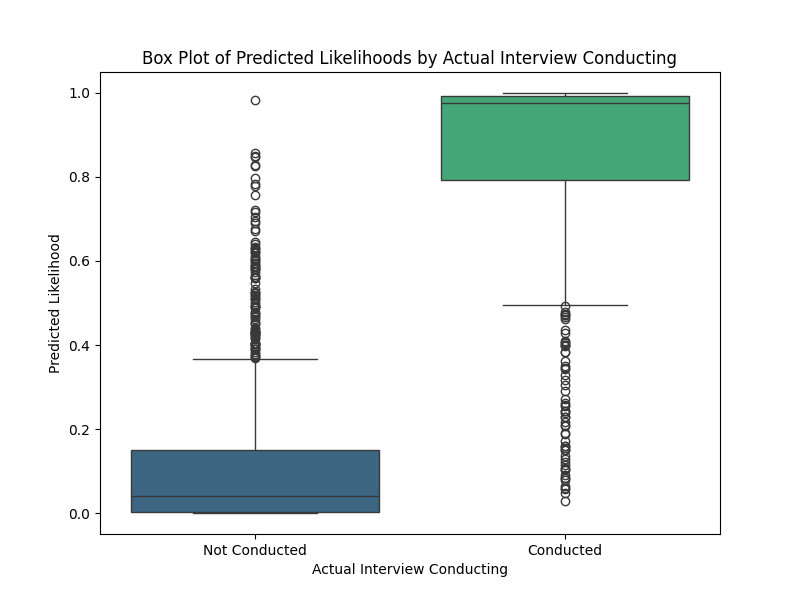 Box Plot of Predicted Likelihoods by Actual Interview Conducting
Predicted Likelihood
1.0
0.8
0.6
0.4
0.2
0.0
Not Conducted
Conducted
Actual Interview Conducting